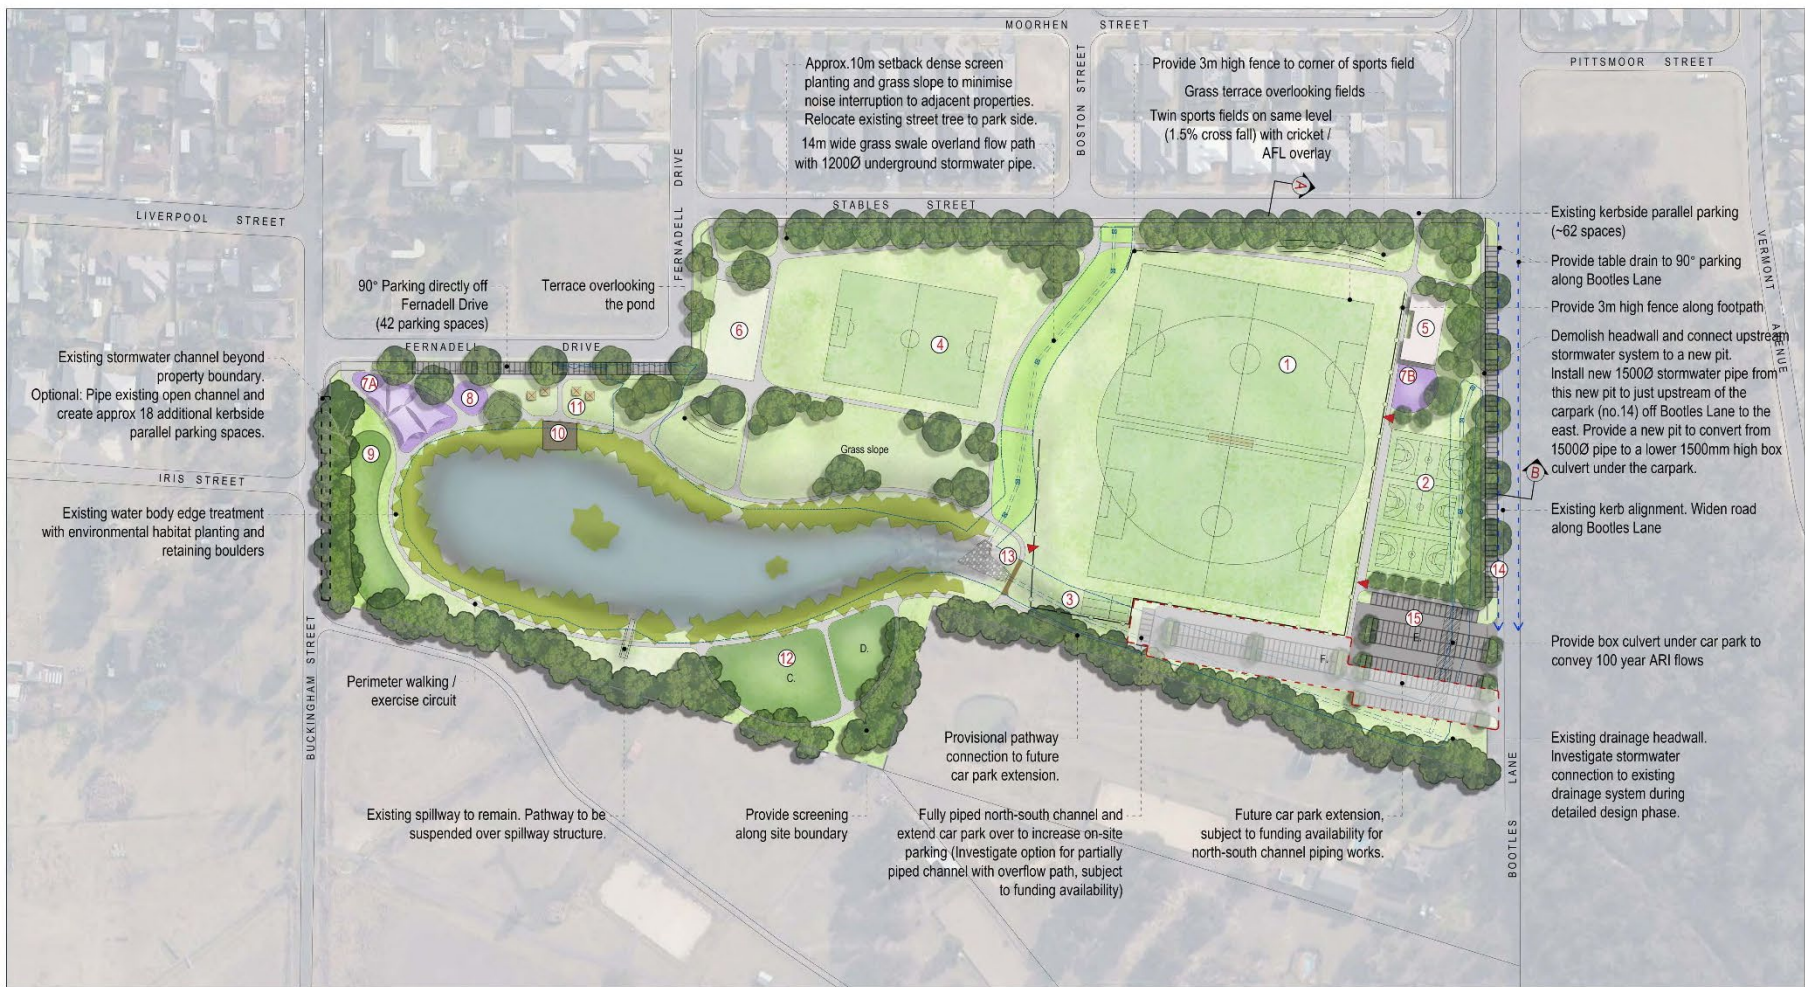 MOORHEN STREET
PITTSMOOR STREET
BOSTON STREET
VERMONT AVENUE
LIVERPOOL STREET
FERNADELL DRIVE
STABLES STREET
FERNADELL DRIVE
IRIS STREET
BUCKINGHAM STREET
BOOTLES LANE
Approx.10m setback dense screen
planting and grass slope to minimise
noise interruption to adjacent properties.
Relocate existing street tree to park side.
14m wide grass swale overland flow path
with 1200Ø underground stormwater pipe.
Provide 3m high fence to corner of sports field
Grass terrace overlooking fields
Twin sports fields on same level
(1.5% cross fall) with cricket /
AFL overlay
90° Parking directly off
Fernadell Drive
(42 parking spaces)
Terrace overlooking
the pond
Existing stormwater channel beyond
property boundary.
Optional: Pipe existing open channel and
create approx 18 additional kerbside
parallel parking spaces.
Existing water body edge treatment
with environmental habitat planting and
retaining boulders
Perimeter walking /
exercise circuit
Existing spillway to remain. Pathway to be
suspended over spillway structure.
Provide screening
along site boundary
Provisional pathway
connection to future
car park extension.
Fully piped north-south channel and
extend car park over to increase on-site
parking (Investigate option for partially
piped channel with overflow path, subject
to funding availability)
Future car park extension,
subject to funding availability for
north-south channel piping works.
Existing kerbside parallel parking
(~62 spaces)
Provide table drain to 90° parking
along Bootles Lane
Provide 3m high fence along footpath
Demolish headwall and connect upstream
stormwater system to a new pit.
Install new 1500Ø stormwater pipe from
this new pit to just upstream of the
carpark (no.14) off Bootles Lane to the
east. Provide a new pit to convert from
1500Ø pipe to a lower 1500mm high box
culvert under the carpark.
Existing kerb alignment. Widen road
along Bootles Lane
Provide box culvert under car park to
convey 100 year ARI flows
Existing drainage headwall.
Investigate stormwater
connection to existing
drainage system during
detailed design phase.
Grass slope
A
B
1
2
3
4
5
6
7A
7B
8
9
10
11
12
C.
D.
13
14
15
E.
F.